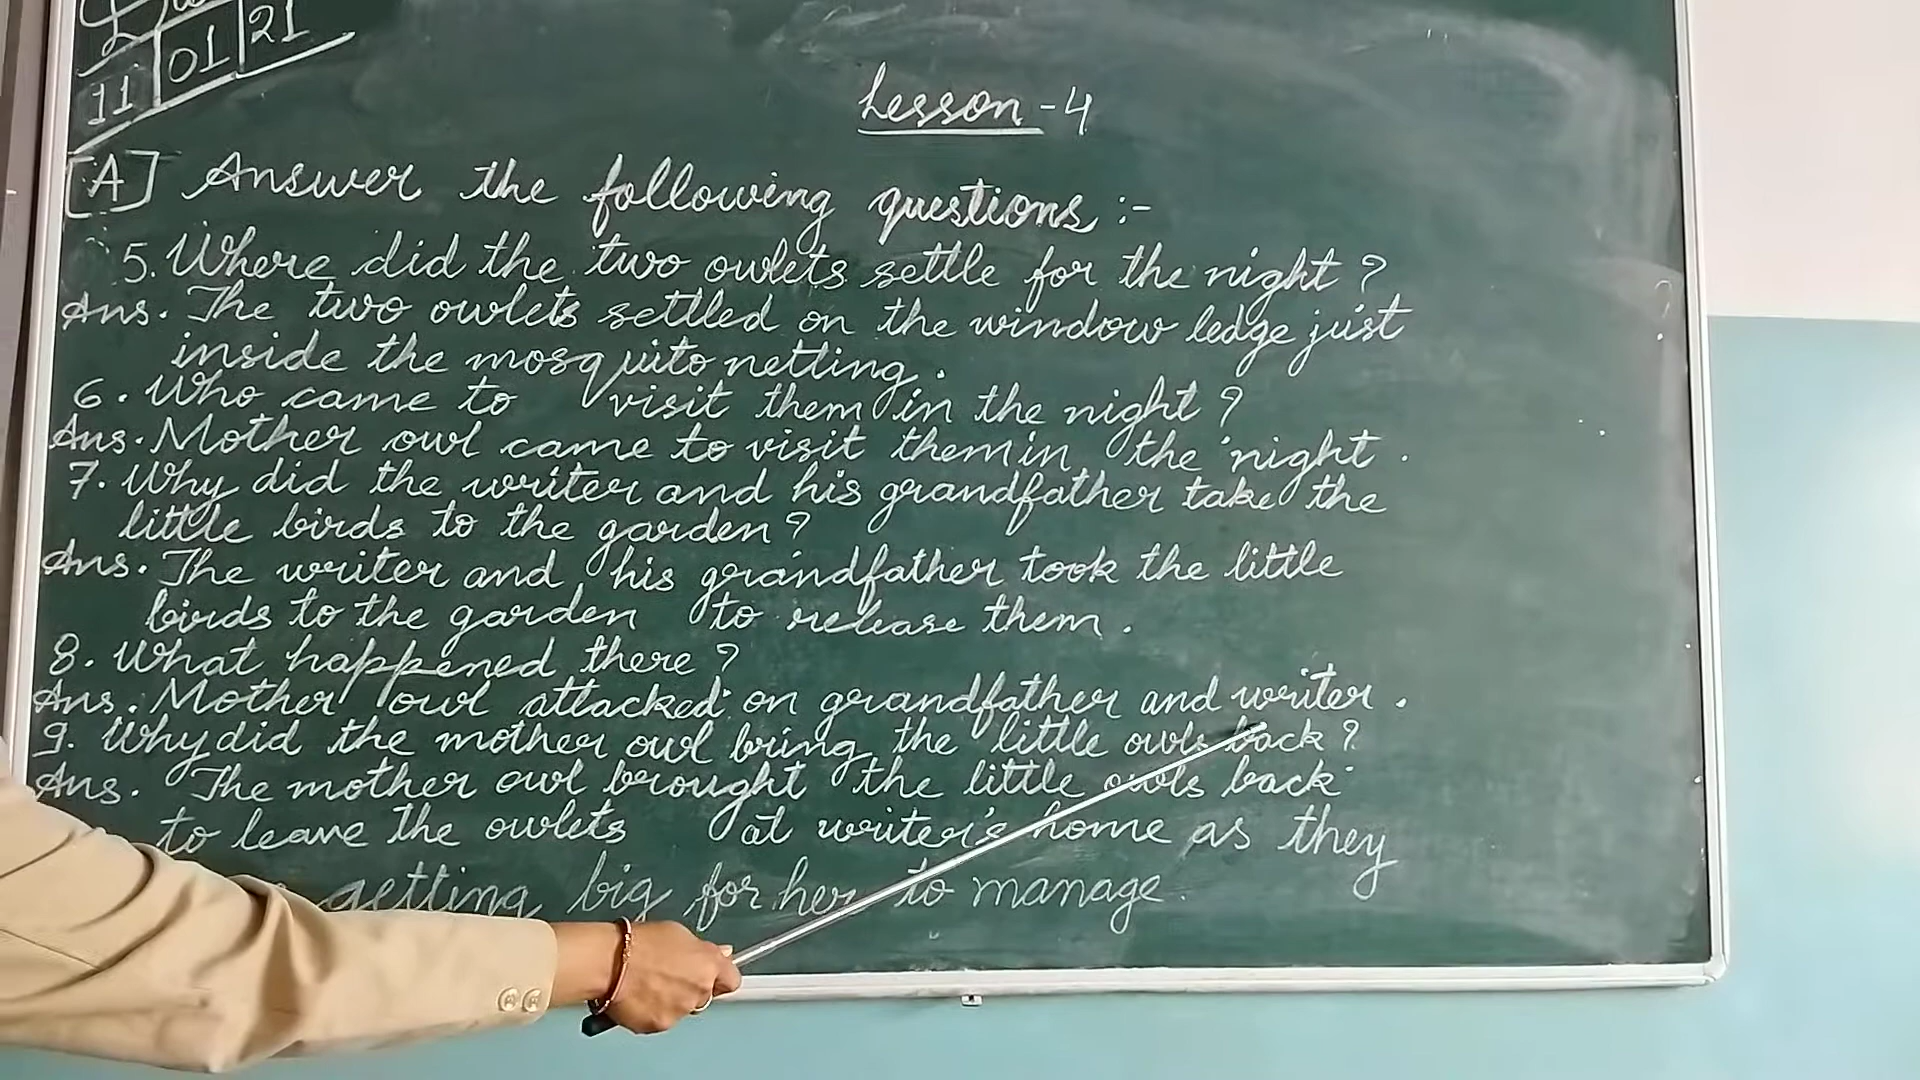 11 01 21
Lesson-4
[A] Answer the following questions :-
5. Where did the two owlets settle for the night ?
Ans. The two owlets settled on the window ledge just
inside the mosquito netting.
6. Who came to visit them in the night ?
Ans. Mother owl came to visit them in the night .
7. Why did the writer and his grandfather take the
little birds to the garden ?
Ans. The writer and his grandfather took the little
birds to the garden to release them .
8. What happened there ?
Ans. Mother owl attacked on grandfather and writer .
9. Why did the mother owl bring the little owls back ?
Ans. The mother owl brought the little owls back
to leave the owlets at writer's home as they
getting big for her to manage.